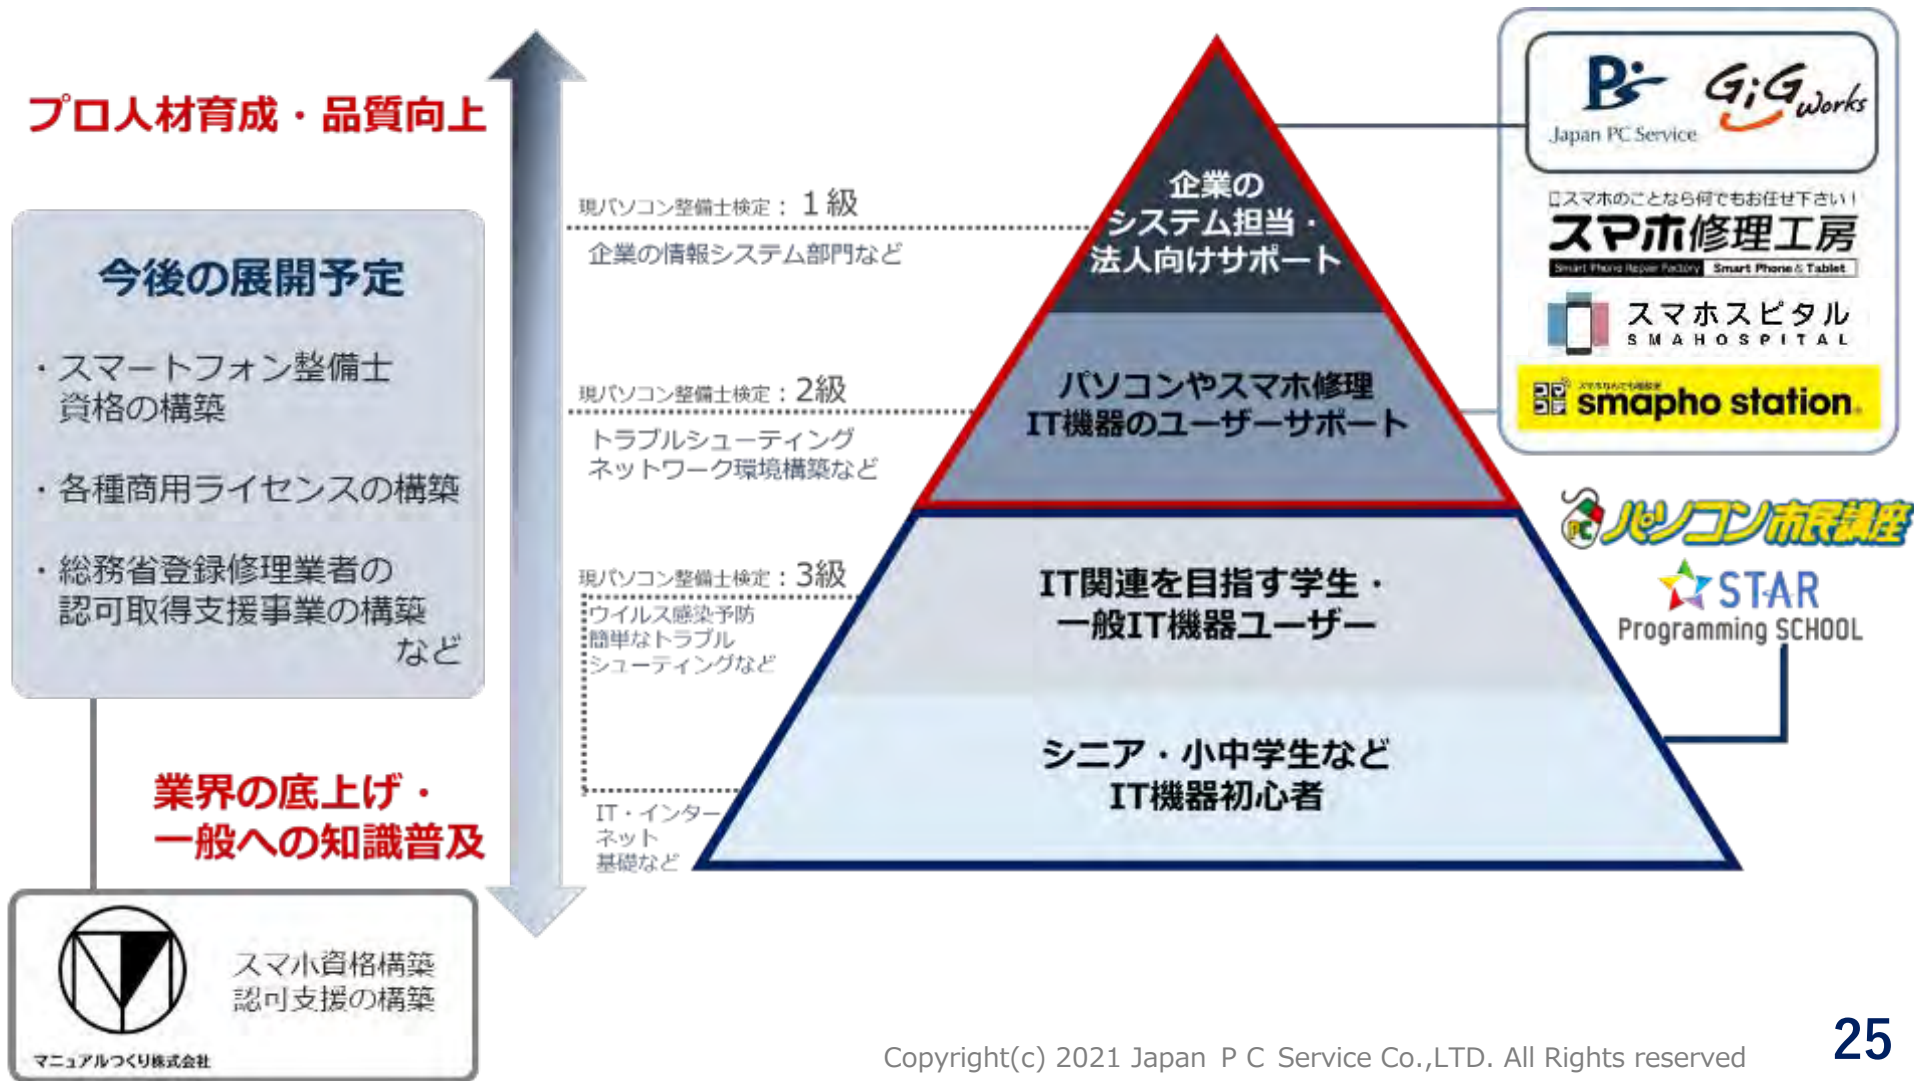 プロ人材育成・品質向上
今後の展開予定
・スマートフォン整備士
資格の構築
・各種商用ライセンスの構築
・総務省登録修理業者の
認可取得支援事業の構築
など
業界の底上げ・
一般への知識普及
マニュアルつくり株式会社
スマホ資格構築
認可支援の構築
現パソコン整備士検定：１級
企業の情報システム部門など
現パソコン整備士検定：2級
トラブルシューティング
ネットワーク環境構築など
現パソコン整備士検定：3級
ウイルス感染予防
簡単なトラブル
シューティングなど
IT・インター
ネット
基礎など
企業の
システム担当・
法人向けサポート
パソコンやスマホ修理
IT機器のユーザーサポート
IT関連を目指す学生・
一般IT機器ユーザー
シニア・小中学生など
IT機器初心者
Japan PC Service
GiG works
スマホのことなら何でもお任せ下さい！
スマホ修理工房
Smart Phone Repair Factory Smart Phone & Tablet
スマホスピタル
SMAHOSPITAL
smapho station
PC パソコン市民講座
STAR
Programming SCHOOL
Copyright(c) 2021 Japan ＰＣ Service Co.,LTD. All Rights reserved
25